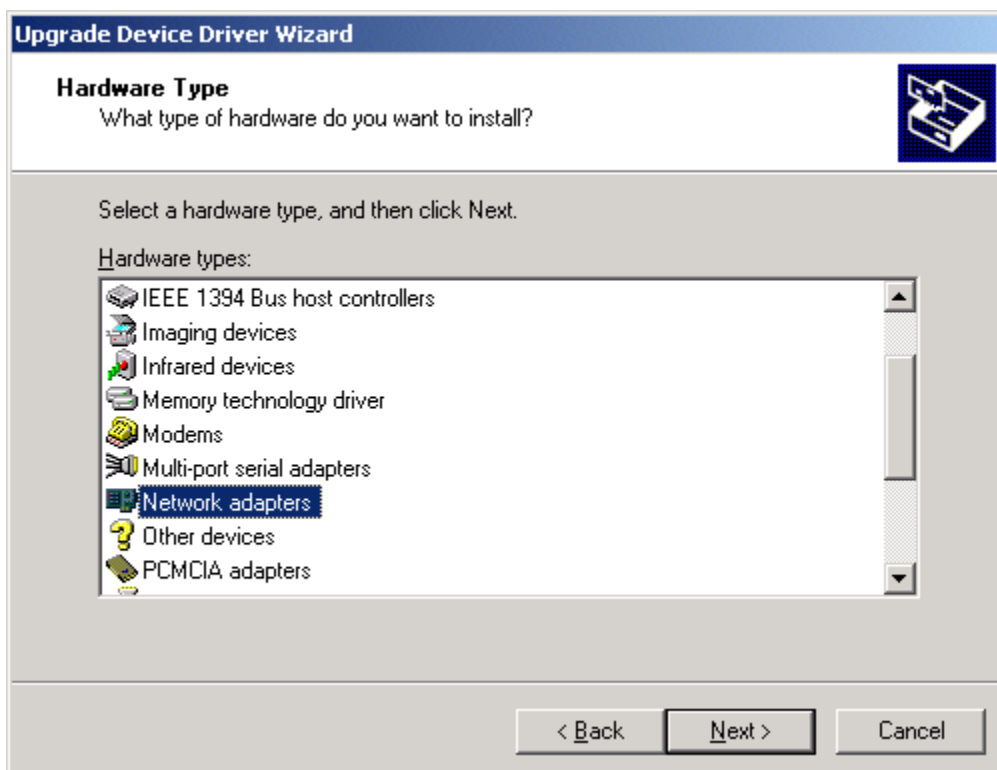 Upgrade Device Driver Wizard
Hardware Type
What type of hardware do you want to install?
Select a hardware type, and then click Next.
Hardware types:
IEEE 1394 Bus host controllers
Imaging devices
Infrared devices
Memory technology driver
Modems
Multi-port serial adapters
Network adapters
Other devices
PCMCIA adapters
< Back Next > Cancel